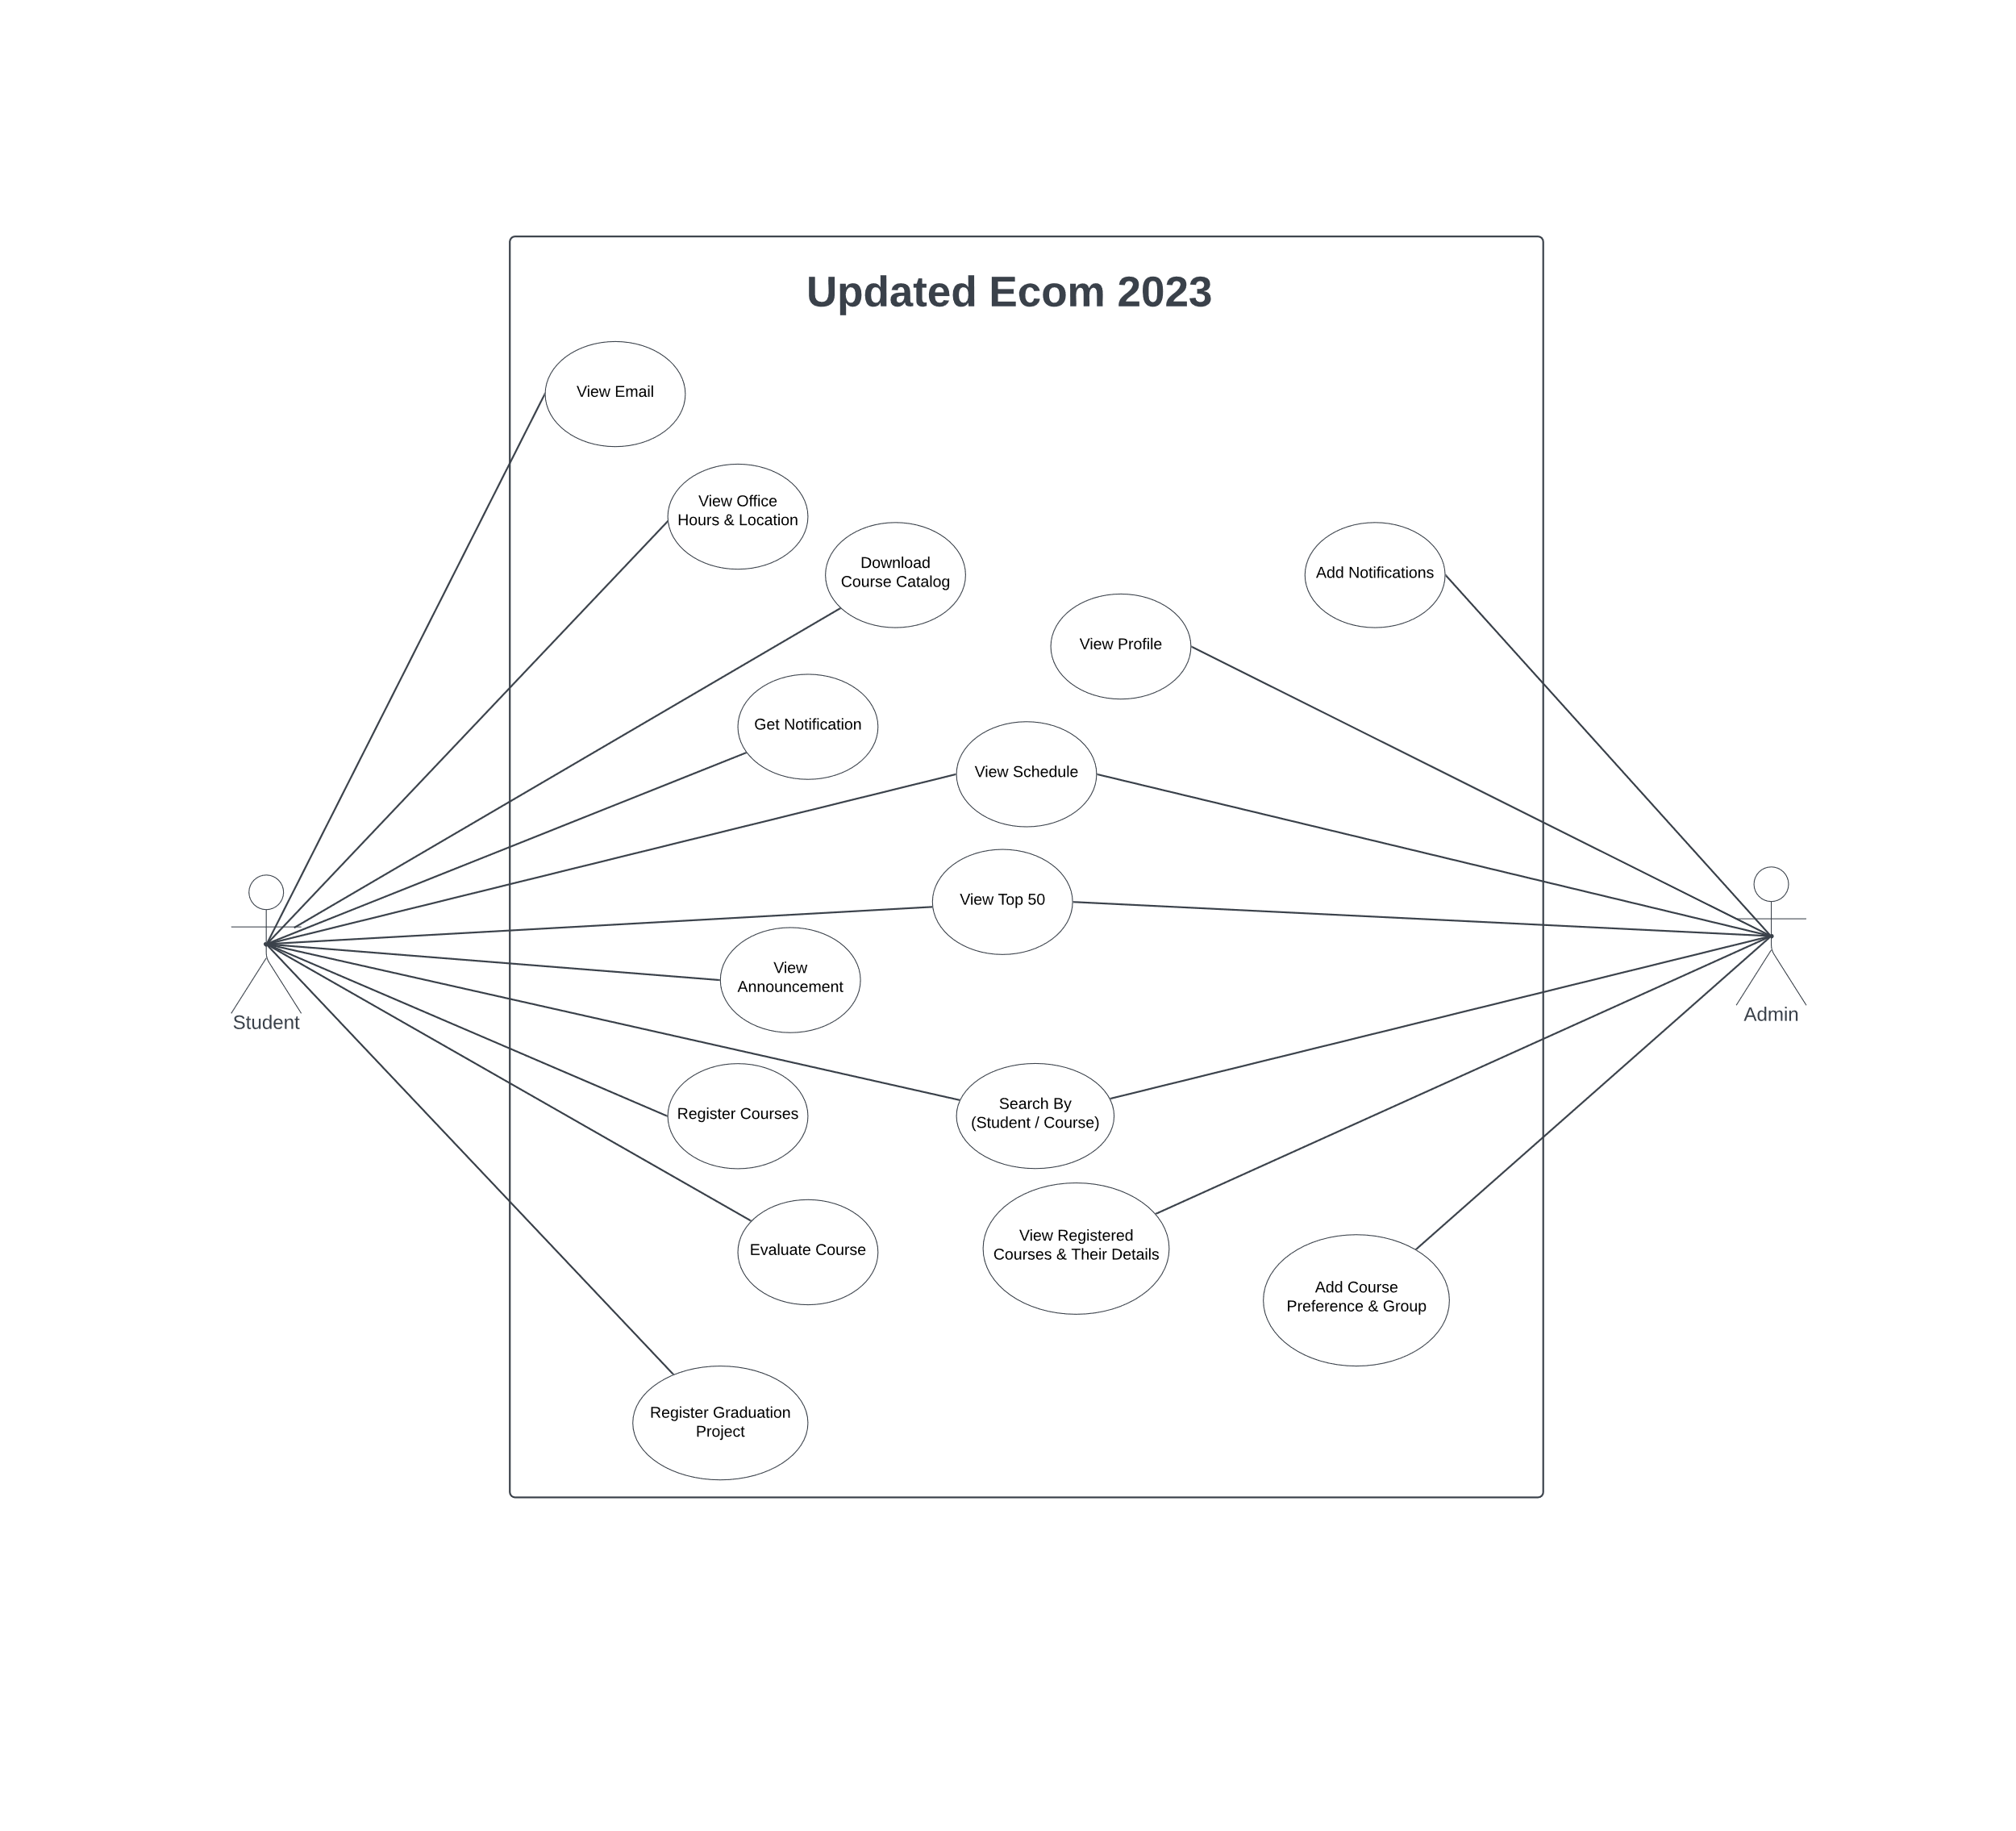 Updated Ecom 2023
View Email
View Office
Hours & Location
Download
Course Catalog
Add Notifications
View Profile
Get Notification
View Schedule
View Top 50
View
Announcement
Student
Admin
Register Courses
Search By
(Student / Course)
Evaluate Course
View Registered
Courses & Their Details
Add Course
Preference & Group
Register Graduation
Project